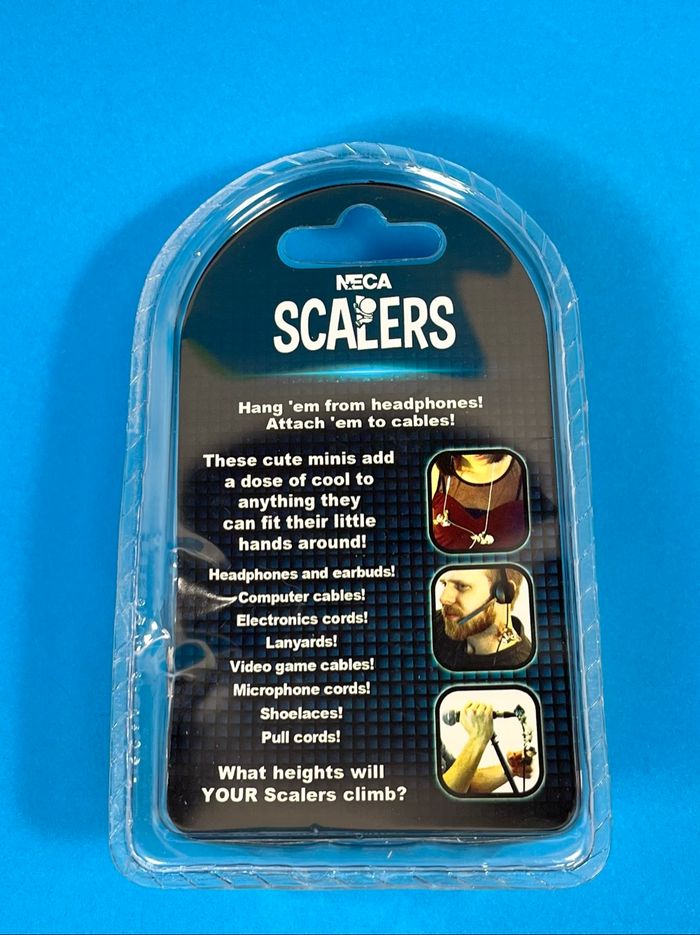 NECA
SCALERS
Hang 'em from headphones!
Attach 'em to cables!
These cute minis add
a dose of cool to
anything they
can fit their little
hands around!
Headphones and earbuds!
Computer cables!
Electronics cords!
Lanyards!
Video game cables!
Microphone cords!
Shoelaces!
Pull cords!
What heights will
YOUR Scalers climb?